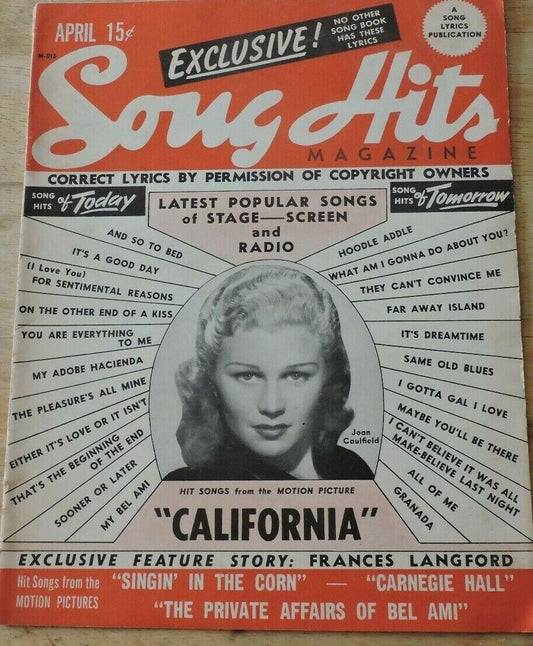 APRIL 15¢
M-D15
EXCLUSIVE!
NO OTHER
SONG BOOK
HAS THESE
LYRICS
A
SONG
LYRICS
PUBLICATION
Song Hits
MAGAZINE
CORRECT LYRICS BY PERMISSION OF COPYRIGHT OWNERS
SONG
HITS of Today
LATEST POPULAR SONGS
of STAGE—SCREEN
and
RADIO
SONG
HITS of Tomorrow
AND SO TO BED
IT'S A GOOD DAY
(I Love You)
FOR SENTIMENTAL REASONS
ON THE OTHER END OF A KISS
YOU ARE EVERYTHING
TO ME
MY ADOBE HACIENDA
THE PLEASURE'S ALL MINE
EITHER IT'S LOVE OR IT ISN'T
THAT'S THE BEGINNING
OF THE END
SOONER OR LATER
MY BEL AMI
HOODLE ADDLE
WHAT AM I GONNA DO ABOUT YOU?
THEY CAN'T CONVINCE ME
FAR AWAY ISLAND
IT'S DREAMTIME
SAME OLD BLUES
I GOTTA GAL I LOVE
MAYBE YOU'LL BE THERE
I CAN'T BELIEVE IT WAS ALL
MAKE-BELIEVE LAST NIGHT
ALL OF ME
GRANADA
Joan
Caulfield
HIT SONGS from the MOTION PICTURE
"CALIFORNIA"
EXCLUSIVE FEATURE STORY: FRANCES LANGFORD
Hit Songs from the
MOTION PICTURES
"SINGIN' IN THE CORN" — "CARNEGIE HALL"
"THE PRIVATE AFFAIRS OF BEL AMI"